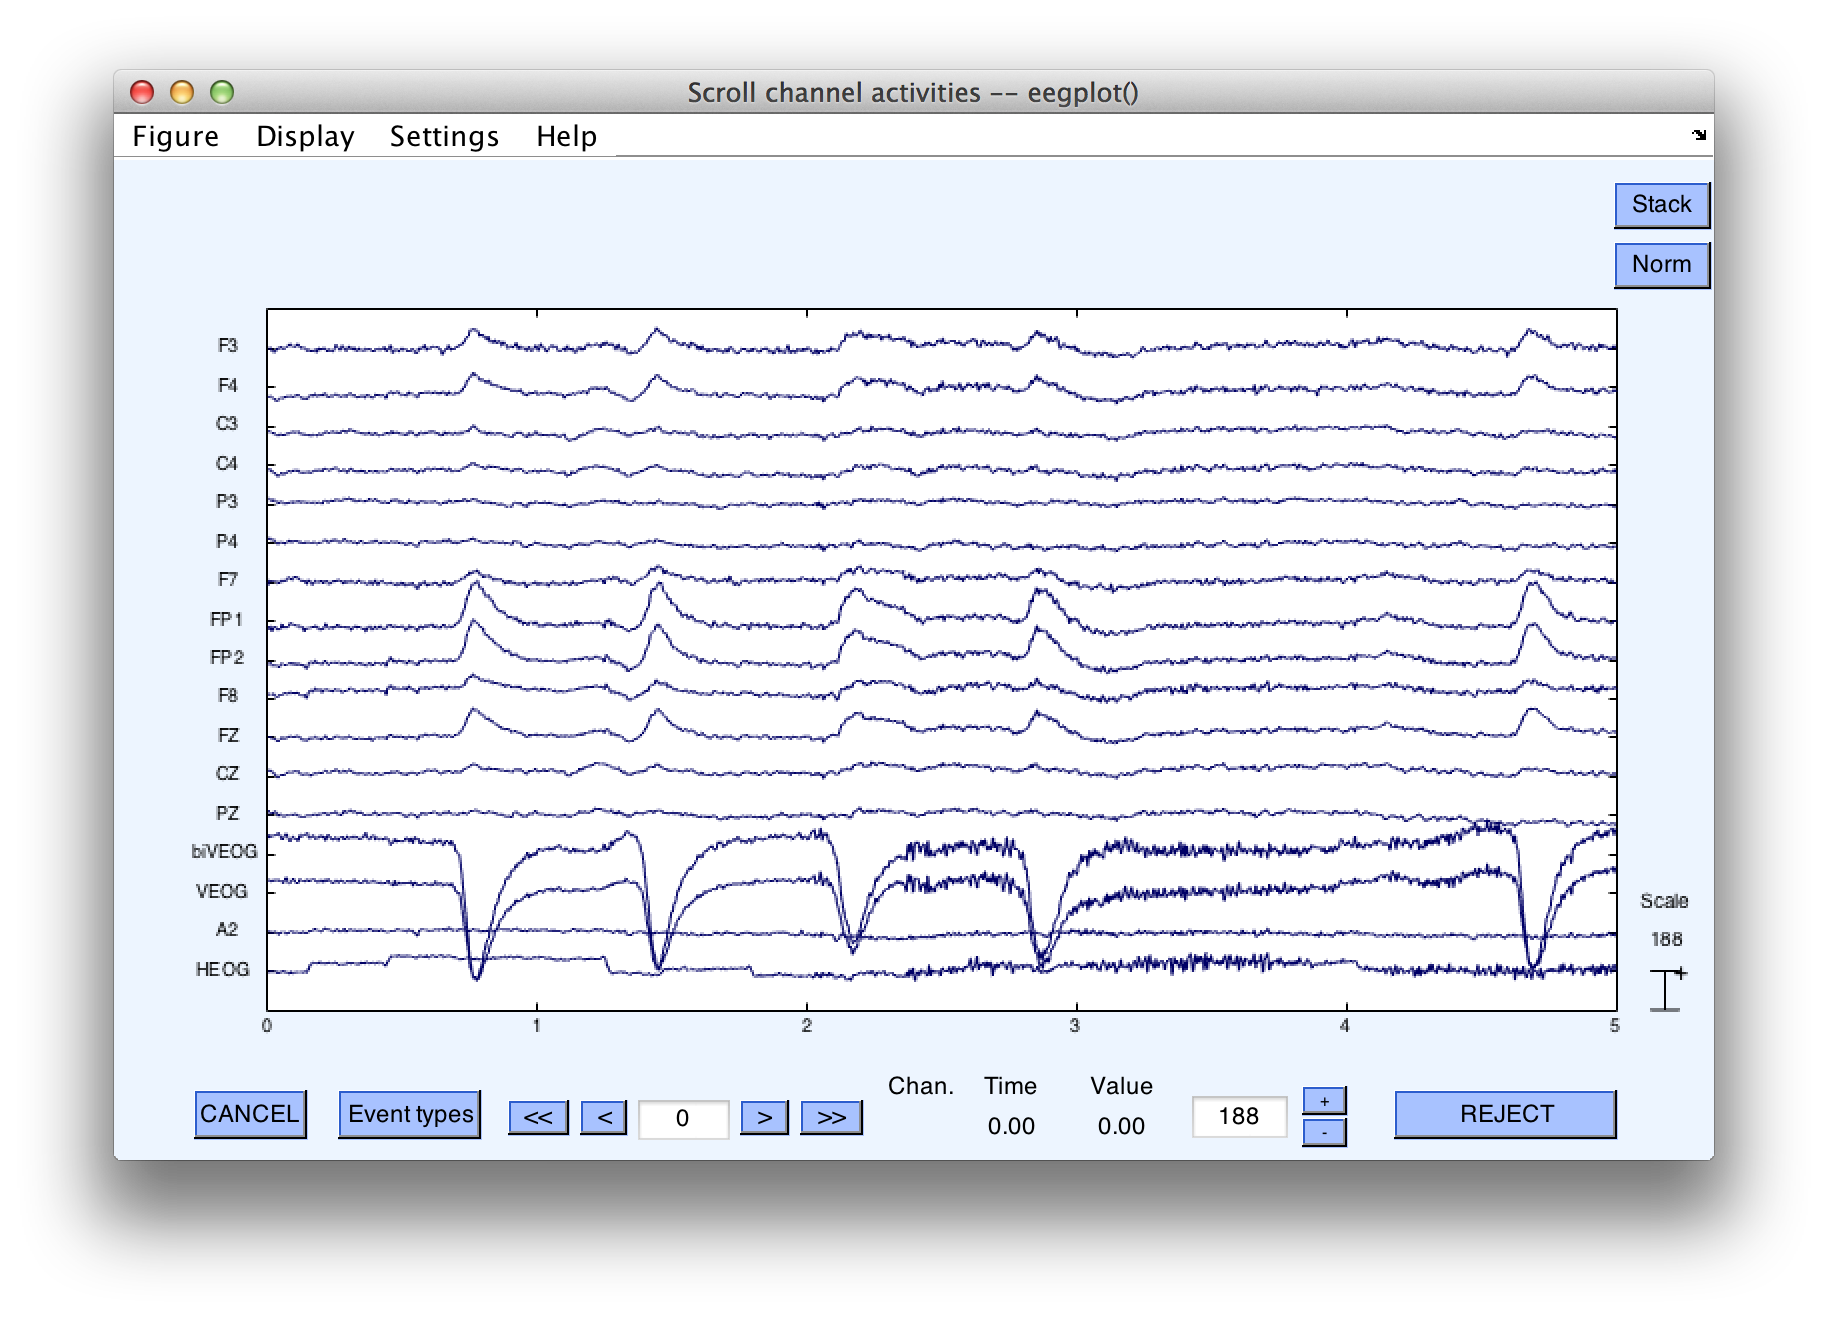 Scroll channel activities -- eegplot()
Figure Display Settings Help
Stack
Norm
F3
F4
C3
C4
P3
P4
F7
FP1
FP2
F8
FZ
CZ
PZ
biVEOG
VEOG
A2
HEOG
Scale
188
+
0 1 2 3 4 5
Chan. Time Value
CANCEL Event types << < 0 > >> 0.00 0.00 188 + - REJECT